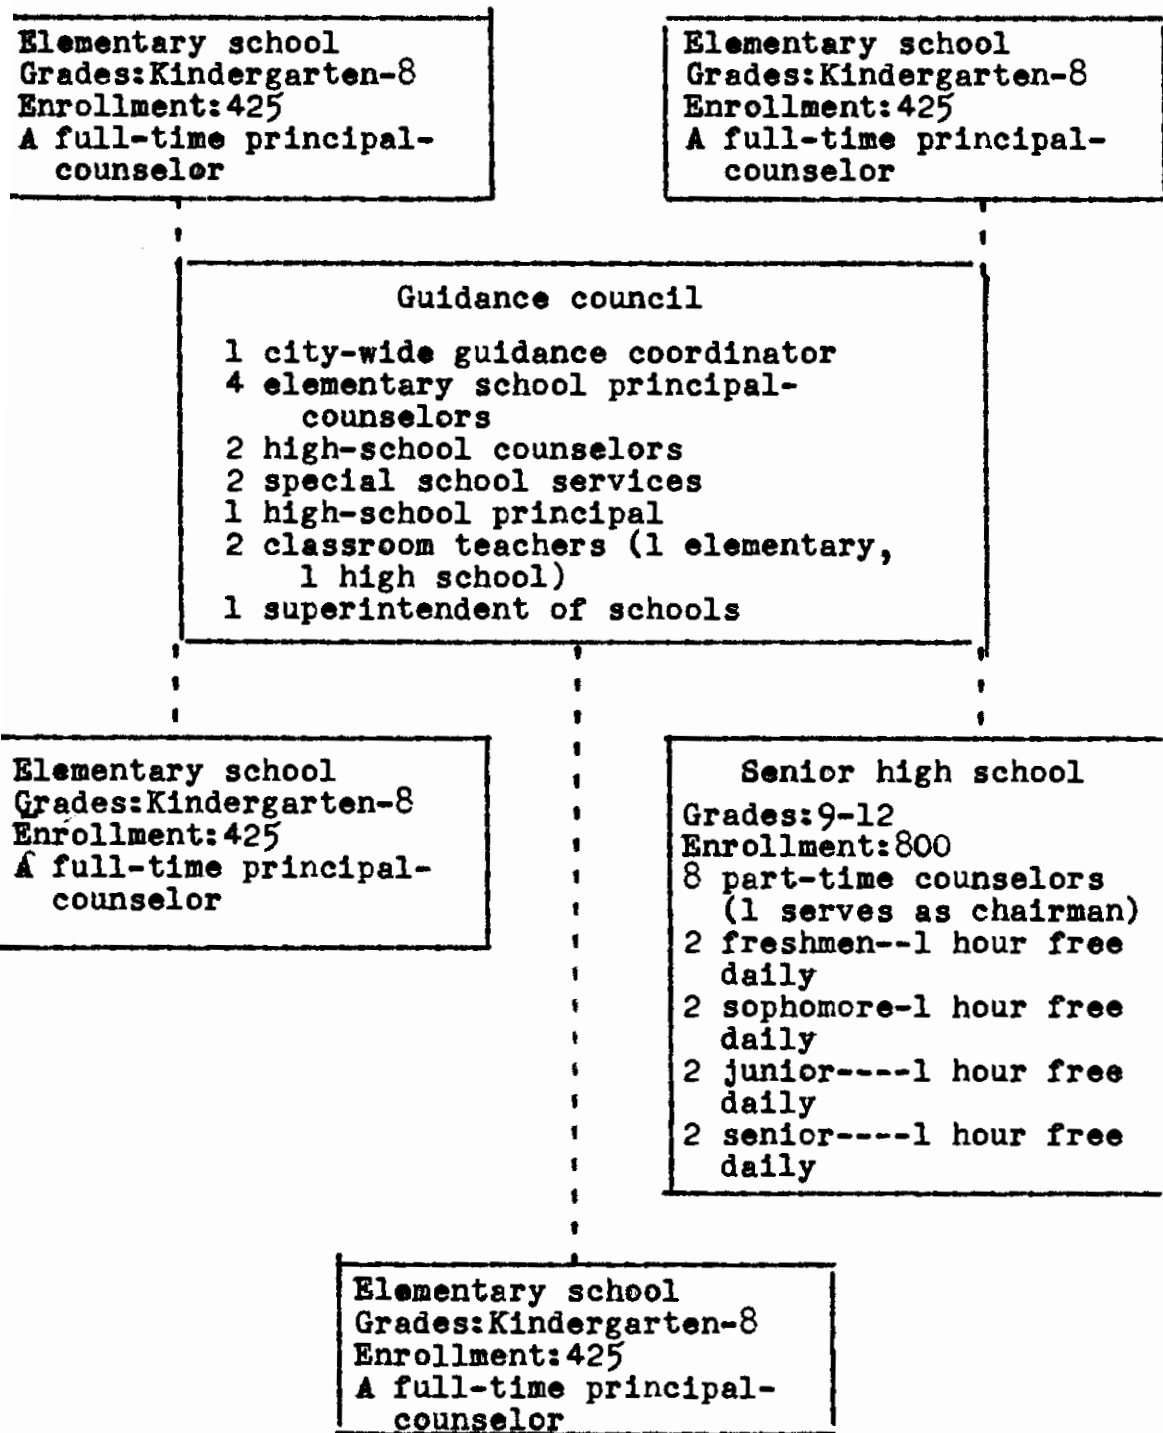 Elementary school
Grades:Kindergarten-8
Enrollment:425
A full-time principal-
counselor
Elementary school
Grades:Kindergarten-8
Enrollment:425
A full-time principal-
counselor
Guidance council
1 city-wide guidance coordinator
4 elementary school principal-
counselors
2 high-school counselors
2 special school services
1 high-school principal
2 classroom teachers (1 elementary,
1 high school)
1 superintendent of schools
Elementary school
Grades:Kindergarten-8
Enrollment:425
A full-time principal-
counselor
Senior high school
Grades:9-12
Enrollment:800
8 part-time counselors
(1 serves as chairman)
2 freshmen--1 hour free
daily
2 sophomore-1 hour free
daily
2 junior----1 hour free
daily
2 senior----1 hour free
daily
Elementary school
Grades:Kindergarten-8
Enrollment:425
A full-time principal-
counselor